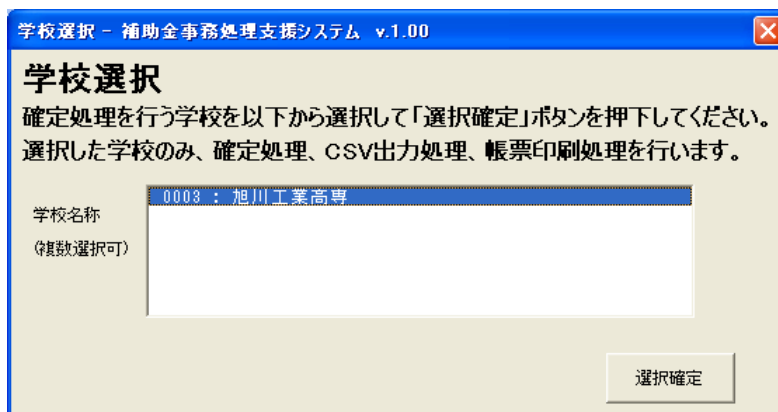 学校選択 - 補助金事務処理支援システム v.1.00
学校選択
確定処理を行う学校を以下から選択して「選択確定」ボタンを押下してください。
選択した学校のみ、確定処理、CSV出力処理、帳票印刷処理を行います。
0003 : 旭川工業高専
学校名称
(複数選択可)
選択確定